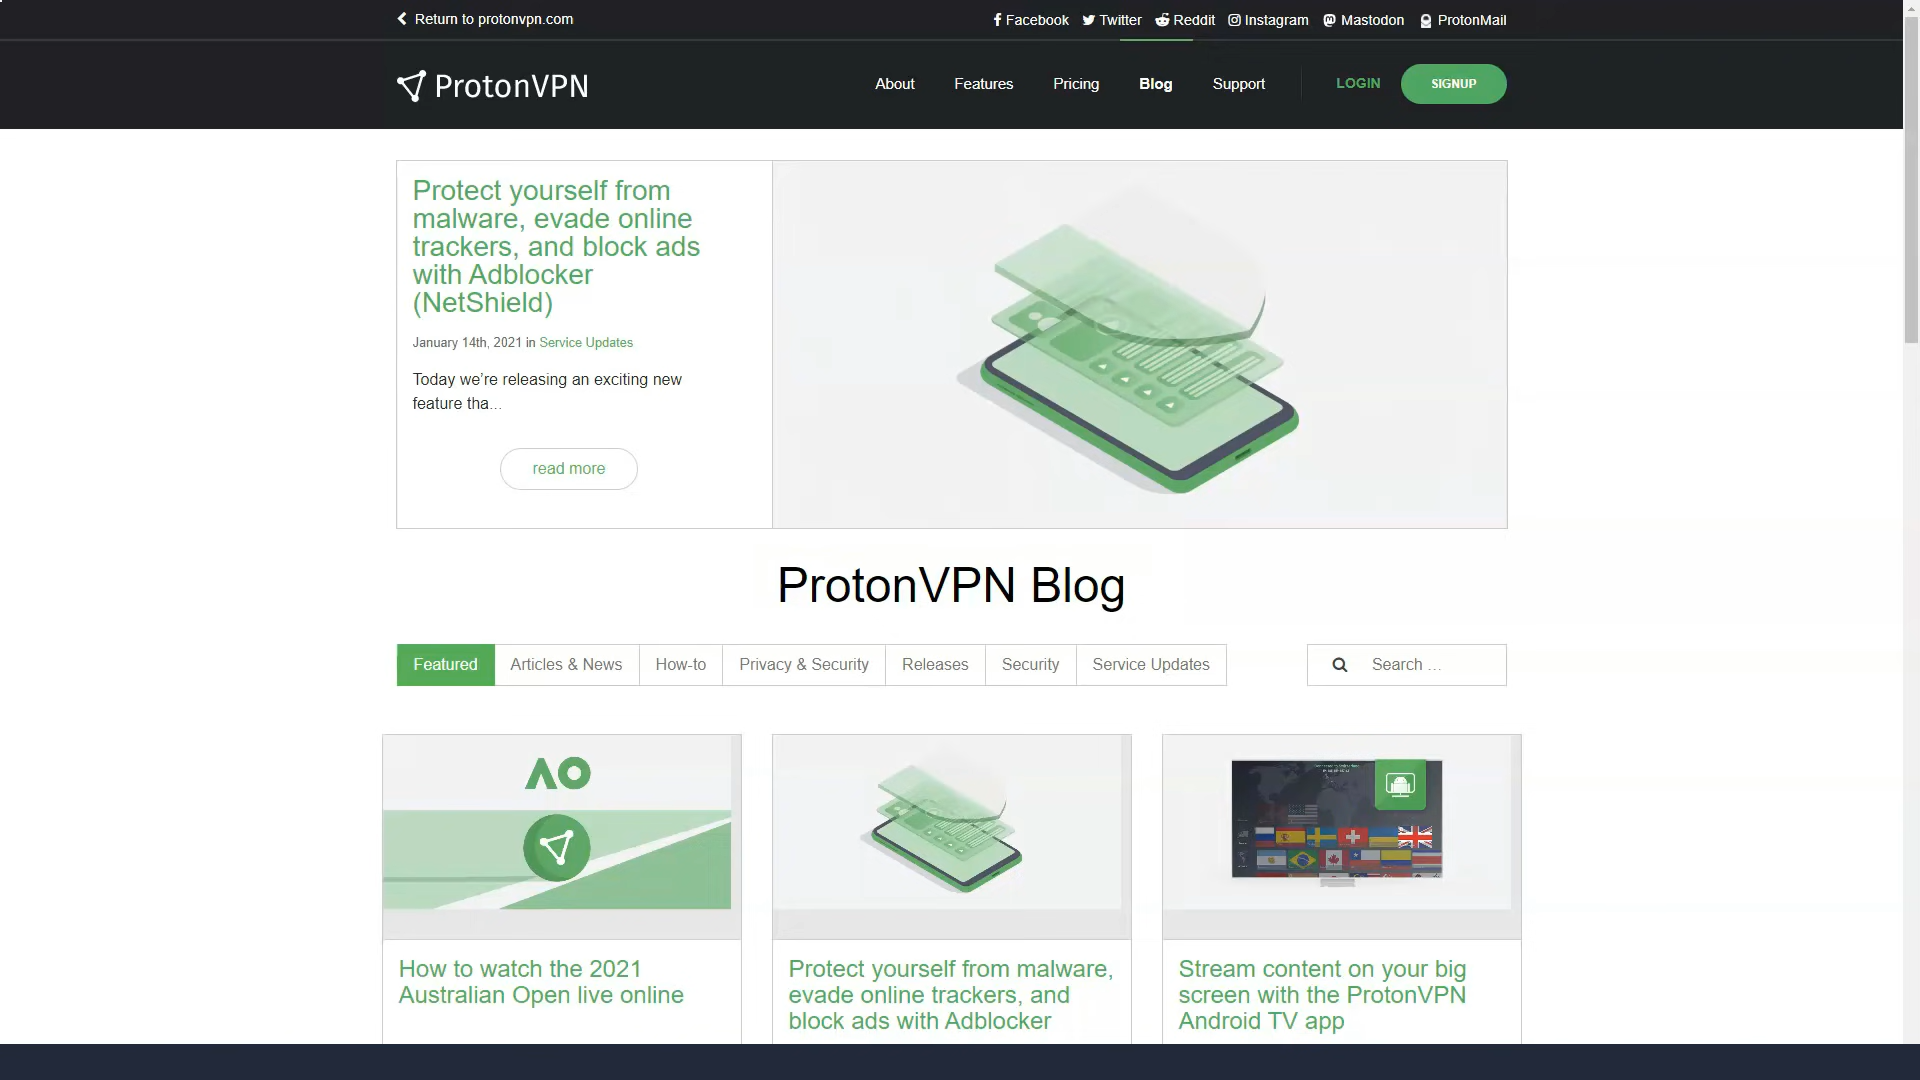 Return to protonvpn.com
Facebook Twitter Reddit Instagram Mastodon ProtonMail
ProtonVPN
About Features Pricing Blog Support LOGIN SIGNUP
Protect yourself from
malware, evade online
trackers, and block ads
with Adblocker
(NetShield)
January 14th, 2021 in Service Updates
Today we’re releasing an exciting new
feature tha...
read more
ProtonVPN Blog
Featured Articles & News How-to Privacy & Security Releases Security Service Updates Search ...
AO
How to watch the 2021
Australian Open live online
Protect yourself from malware,
evade online trackers, and
block ads with Adblocker
Stream content on your big
screen with the ProtonVPN
Android TV app